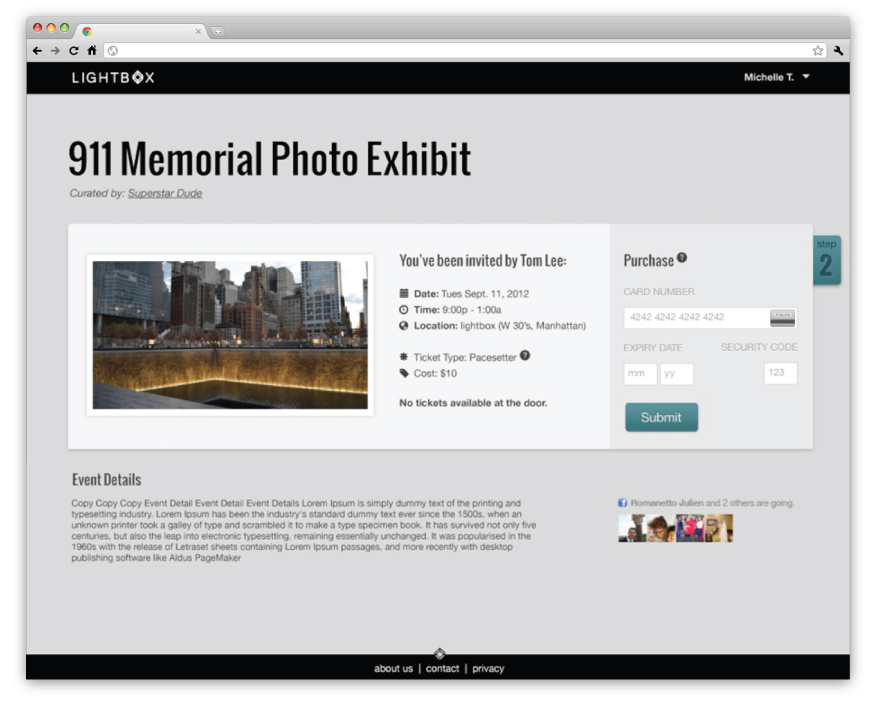 LIGHTBOX
Michelle T.
911 Memorial Photo Exhibit
Curated by: Superstar Dude
You've been invited by Tom Lee:
Date: Tues Sept. 11, 2012
Time: 9:00p - 1:00a
Location: lightbox (W 30's, Manhattan)
Ticket Type: Pacesetter ?
Cost: $10
No tickets available at the door.
Purchase ?
CARD NUMBER
4242 4242 4242 4242
EXPIRY DATE SECURITY CODE
mm yy 123
Submit
step
2
Event Details
Copy Copy Copy Event Detail Event Detail Event Details Lorem Ipsum is simply dummy text of the printing and
typesetting industry. Lorem Ipsum has been the industry's standard dummy text ever since the 1500s, when an
unknown printer took a galley of type and scrambled it to make a type specimen book. It has survived not only five
centuries, but also the leap into electronic typesetting, remaining essentially unchanged. It was popularised in the
1960s with the release of Letraset sheets containing Lorem Ipsum passages, and more recently with desktop
publishing software like Aldus PageMaker
f Romanetto Julien and 2 others are going.
about us | contact | privacy